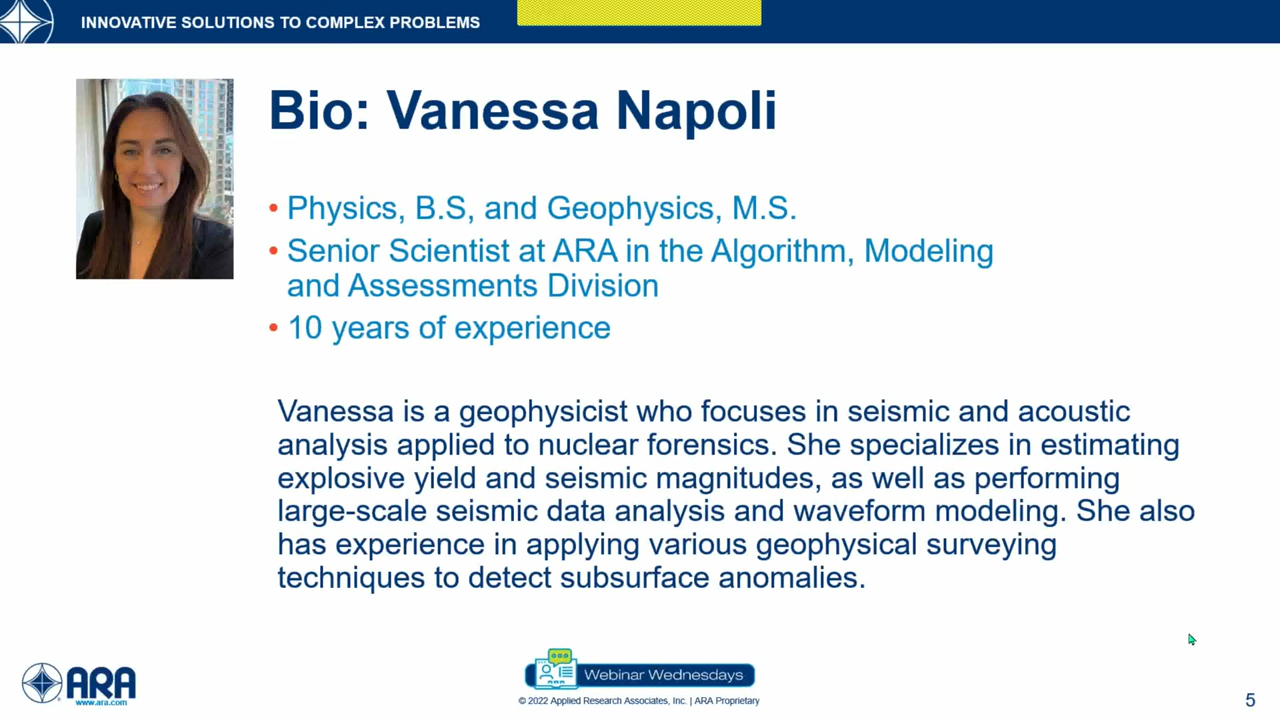 INNOVATIVE SOLUTIONS TO COMPLEX PROBLEMS
Bio: Vanessa Napoli
• Physics, B.S, and Geophysics, M.S.
• Senior Scientist at ARA in the Algorithm, Modeling
and Assessments Division
• 10 years of experience
Vanessa is a geophysicist who focuses in seismic and acoustic
analysis applied to nuclear forensics. She specializes in estimating
explosive yield and seismic magnitudes, as well as performing
large-scale seismic data analysis and waveform modeling. She also
has experience in applying various geophysical surveying
techniques to detect subsurface anomalies.
ARA
www.ara.com
ARA
Webinar Wednesdays
© 2022 Applied Research Associates, Inc. | ARA Proprietary
5